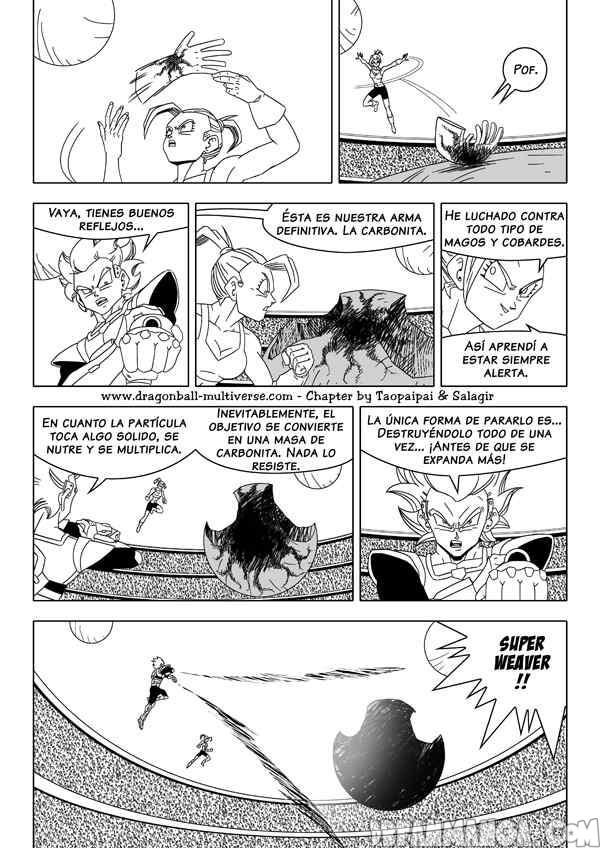 Pof.
Vaya, tienes buenos
reflejos...
Ésta es nuestra arma
definitiva. La carbonita.
He luchado contra
todo tipo de
magos y cobardes.
Así aprendí a
estar siempre
alerta.
www.dragonball-multiverse.com - Chapter by Taopaipai & Salagir
En cuanto la partícula
toca algo solido, se
nutre y se multiplica.
Inevitablemente, el
objetivo se convierte
en una masa de
carbonita. Nada lo
resiste.
La única forma de pararlo es...
Destruyéndolo todo de una
vez... ¡Antes de que se
expanda más!
SUPER
WEAVER
!!